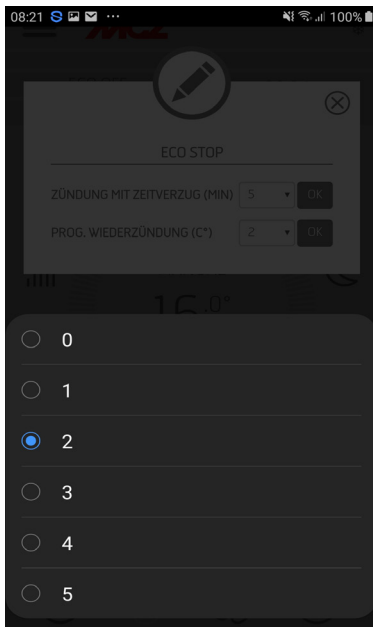 08:21 ... 100%
MCZ
ECO STOP
ZÜNDUNG MIT ZEITVERZUG (MIN) 5 OK
PROG. WIEDERZÜNDUNG (C°) 2 OK
16.0°
0
1
2
3
4
5